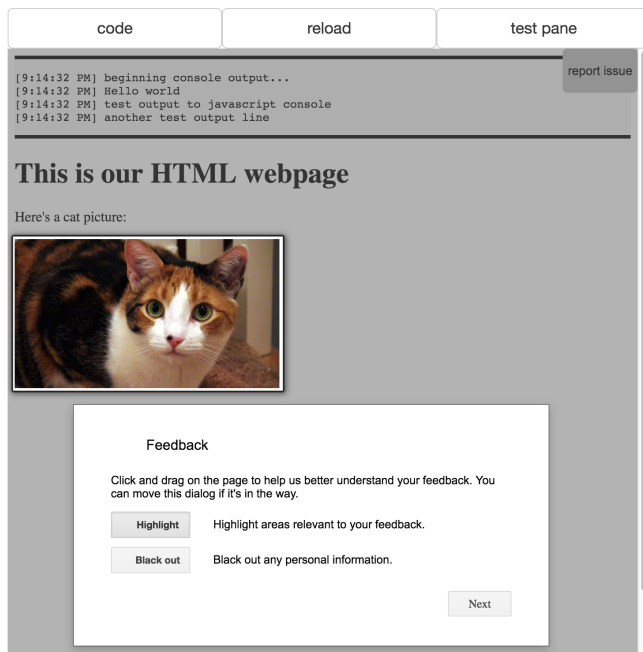 code
reload
test pane
report issue
[9:14:32 PM] beginning console output...
[9:14:32 PM] Hello world
[9:14:32 PM] test output to javascript console
[9:14:32 PM] another test output line
This is our HTML webpage
Here's a cat picture:
Feedback
Click and drag on the page to help us better understand your feedback. You
can move this dialog if it's in the way.
Highlight
Highlight areas relevant to your feedback.
Black out
Black out any personal information.
Next